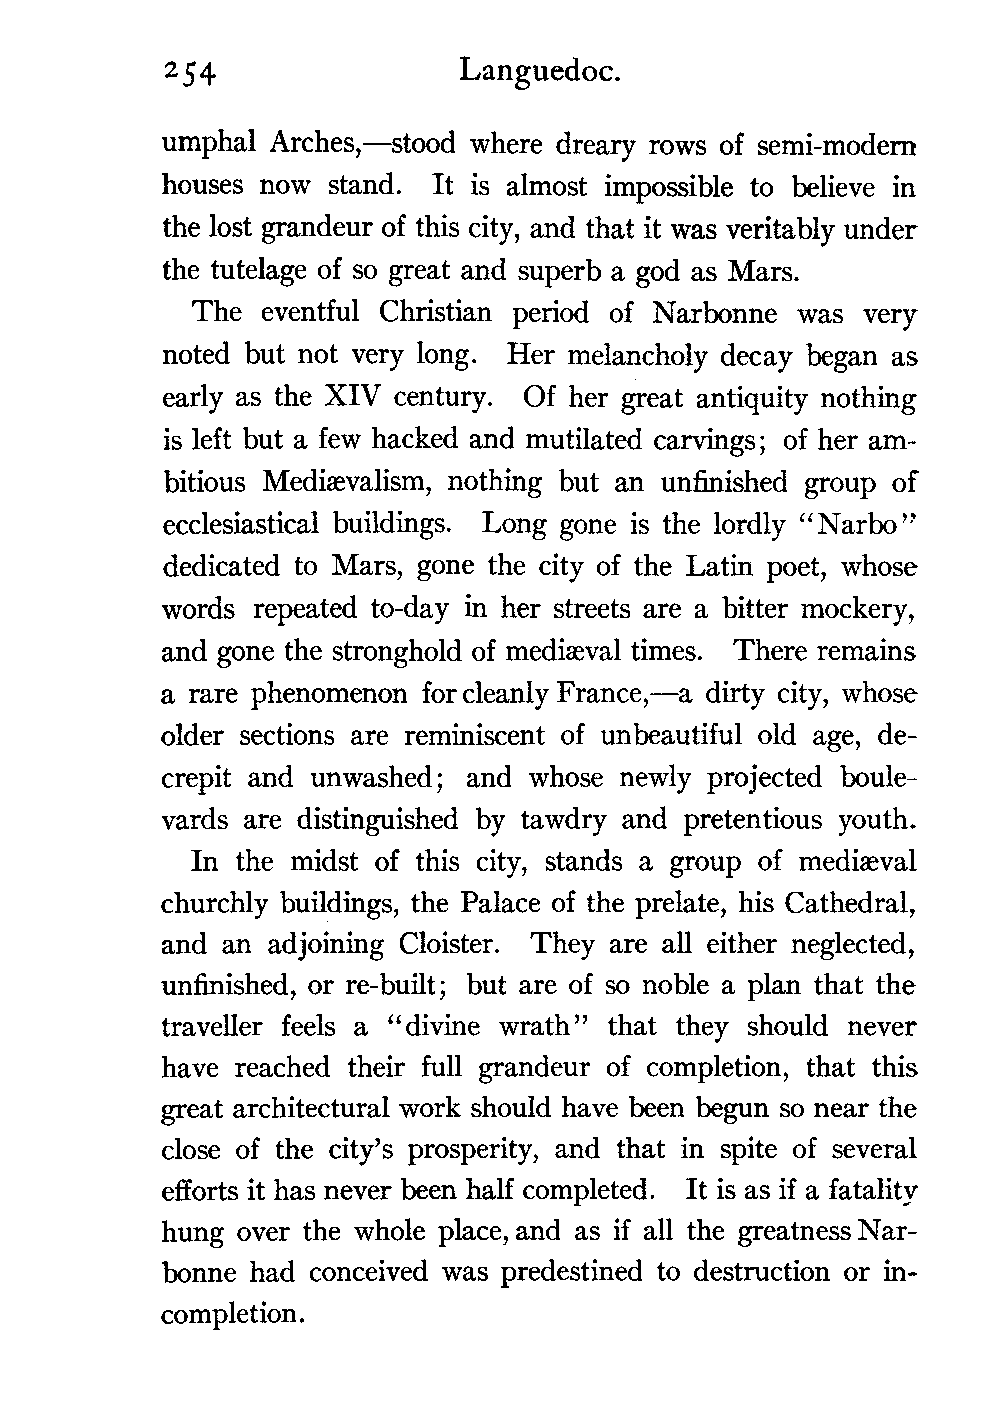 254 Languedoc.
umphal Arches,—stood where dreary rows of semi-modern
houses now stand. It is almost impossible to believe in
the lost grandeur of this city, and that it was veritably under
the tutelage of so great and superb a god as Mars.
The eventful Christian period of Narbonne was very
noted but not very long. Her melancholy decay began as
early as the XIV century. Of her great antiquity nothing
is left but a few hacked and mutilated carvings; of her am-
bitious Mediævalism, nothing but an unfinished group of
ecclesiastical buildings. Long gone is the lordly “Narbo”
dedicated to Mars, gone the city of the Latin poet, whose
words repeated to-day in her streets are a bitter mockery,
and gone the stronghold of mediæval times. There remains
a rare phenomenon for cleanly France,—a dirty city, whose
older sections are reminiscent of unbeautiful old age, de-
crepit and unwashed; and whose newly projected boule-
vards are distinguished by tawdry and pretentious youth.
In the midst of this city, stands a group of mediæval
churchly buildings, the Palace of the prelate, his Cathedral,
and an adjoining Cloister. They are all either neglected,
unfinished, or re-built; but are of so noble a plan that the
traveller feels a “divine wrath” that they should never
have reached their full grandeur of completion, that this
great architectural work should have been begun so near the
close of the city’s prosperity, and that in spite of several
efforts it has never been half completed. It is as if a fatality
hung over the whole place, and as if all the greatness Nar-
bonne had conceived was predestined to destruction or in-
completion.